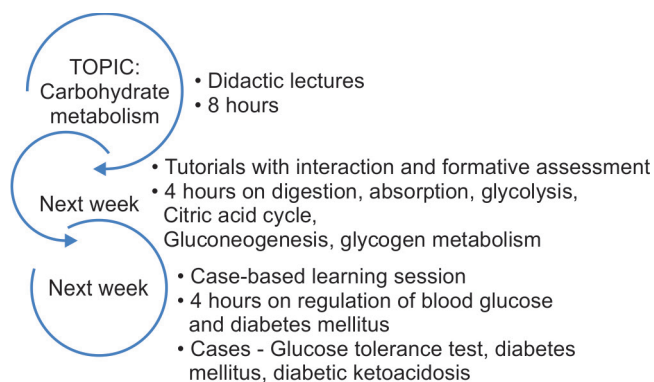 TOPIC:
Carbohydrate
metabolism
• Didactic lectures
• 8 hours
Next week
• Tutorials with interaction and formative assessment
• 4 hours on digestion, absorption, glycolysis,
Citric acid cycle,
Gluconeogenesis, glycogen metabolism
Next week
• Case-based learning session
• 4 hours on regulation of blood glucose
and diabetes mellitus
• Cases - Glucose tolerance test, diabetes
mellitus, diabetic ketoacidosis